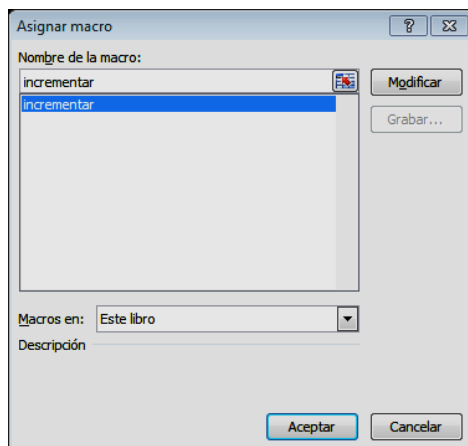 Asignar macro
Nombre de la macro:
incrementar
Modificar
incrementar
Grabar...
Macros en: Este libro
Descripción
Aceptar Cancelar